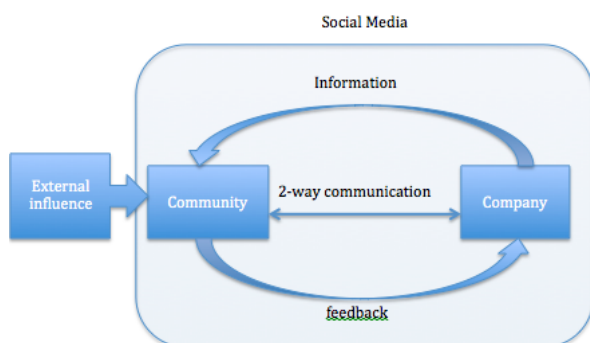 Social Media
Information
External
influence
Community
2-way communication
Company
feedback